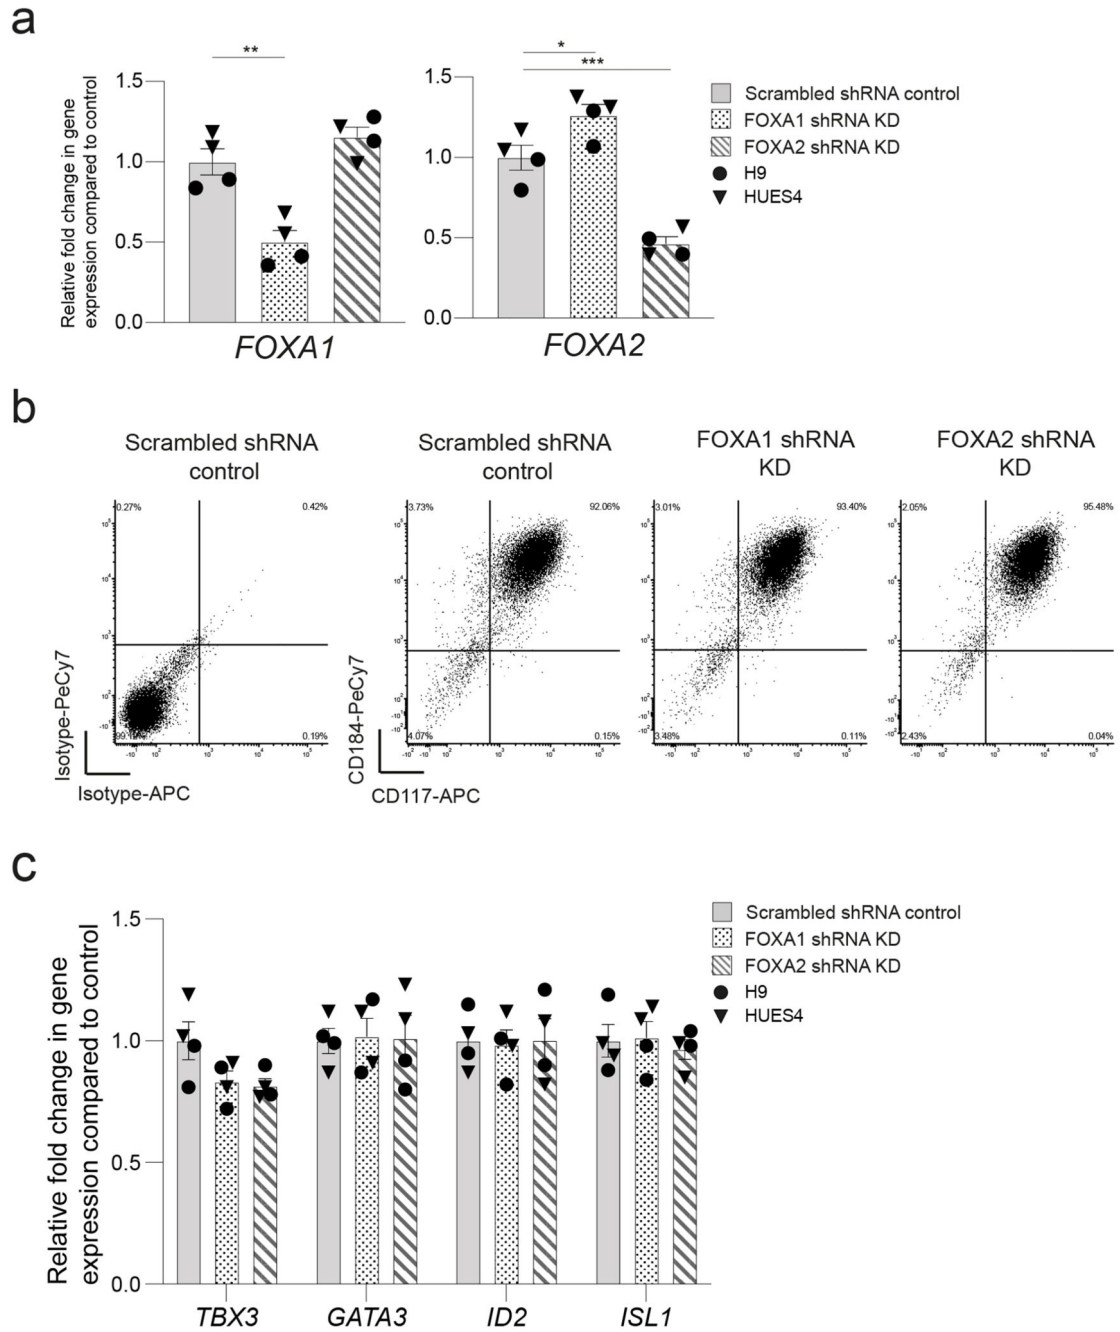 a
**
*
***
Relative fold change in gene
expression compared to control
1.5
1.0
0.5
0.0
FOXA1
1.5
1.0
0.5
0.0
FOXA2
Scrambled shRNA control
FOXA1 shRNA KD
FOXA2 shRNA KD
H9
HUES4
b
Scrambled shRNA
control
Scrambled shRNA
control
FOXA1 shRNA
KD
FOXA2 shRNA
KD
0.27%
0.42%
0.19%
Isotype-PeCy7
Isotype-APC
3.73%
92.06%
4.07%
0.15%
CD184-PeCy7
CD117-APC
3.01%
93.40%
3.48%
0.11%
2.05%
95.48%
2.43%
0.04%
c
Relative fold change in gene
expression compared to control
1.5
1.0
0.5
0.0
TBX3
GATA3
ID2
ISL1
Scrambled shRNA control
FOXA1 shRNA KD
FOXA2 shRNA KD
H9
HUES4